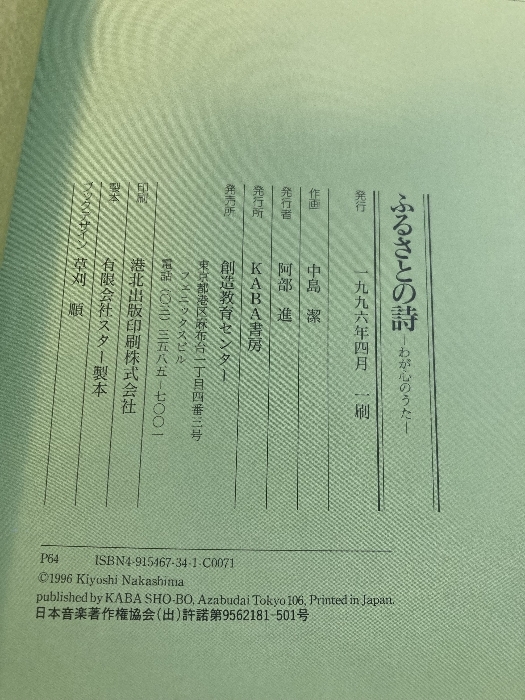 ふるさとの詩—わが心のうた—
発行 一九九六年四月 一刷
作画 中島 潔
発行者 阿部 進
発行所 KABA書房
発売所 創造教育センター
東京都港区麻布台一丁目四番三号
フェニックスビル
電話(〇三)三五八五—七〇〇一
印刷 港北出版印刷株式会社
製本 有限会社スター製本
ブックデザイン 草刈 順
P64 ISBN4-915467-34-1-C0071
©1996 Kiyoshi Nakashima
published by KABA SHO-BO, Azabudai Tokyo 106, Printed in Japan.
日本音楽著作権協会(出)許諾第9562181-501号